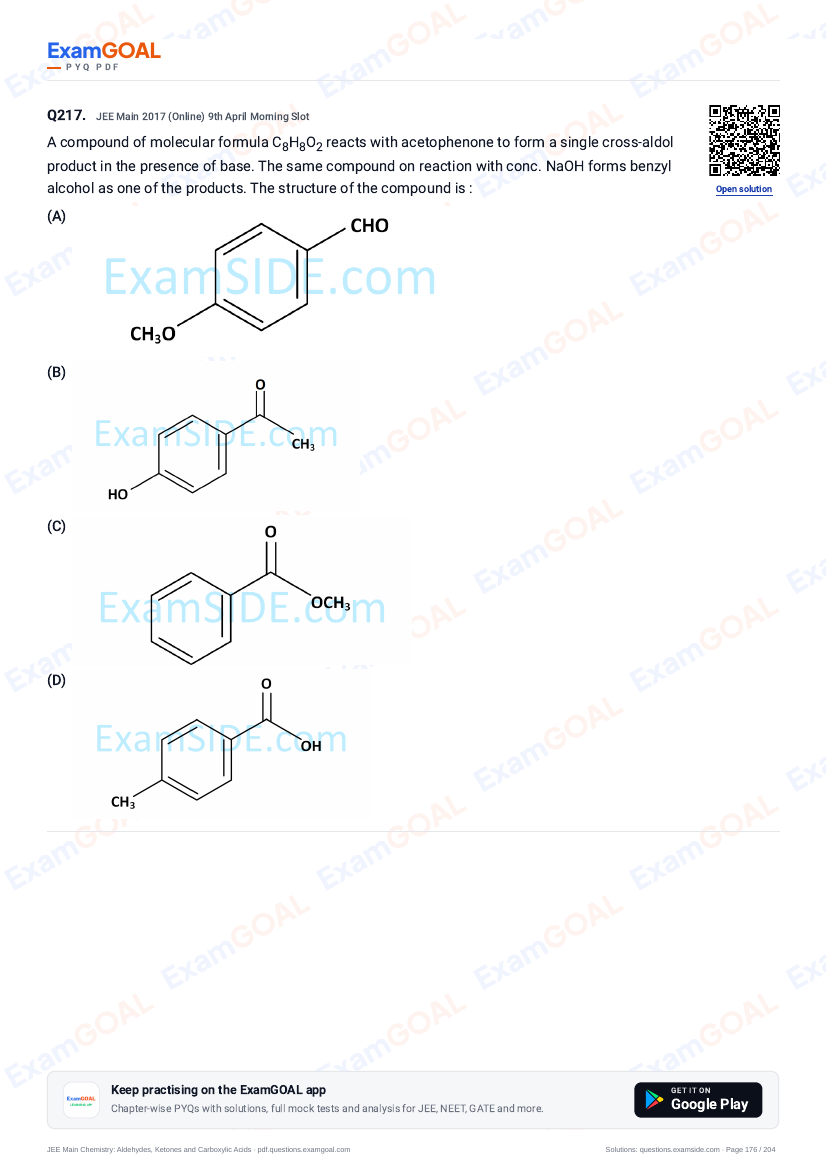 ExamGOAL
PYQ PDF
Q217. JEE Main 2017 (Online) 9th April Morning Slot
A compound of molecular formula C8H8O2 reacts with acetophenone to form a single cross-aldol
product in the presence of base. The same compound on reaction with conc. NaOH forms benzyl
alcohol as one of the products. The structure of the compound is :
Open solution
(A)
CHO
ExamSIDE.com
CH3O
(B)
O
ExamSIDE.com
CH3
HO
(C)
O
ExamSIDE.com
OCH3
(D)
O
ExamSIDE.com
OH
CH3
Keep practising on the ExamGOAL app
Chapter-wise PYQs with solutions, full mock tests and analysis for JEE, NEET, GATE and more.
GET IT ON
Google Play
JEE Main Chemistry: Aldehydes, Ketones and Carboxylic Acids · pdf.questions.examgoal.com
Solutions: questions.examside.com · Page 176 / 204